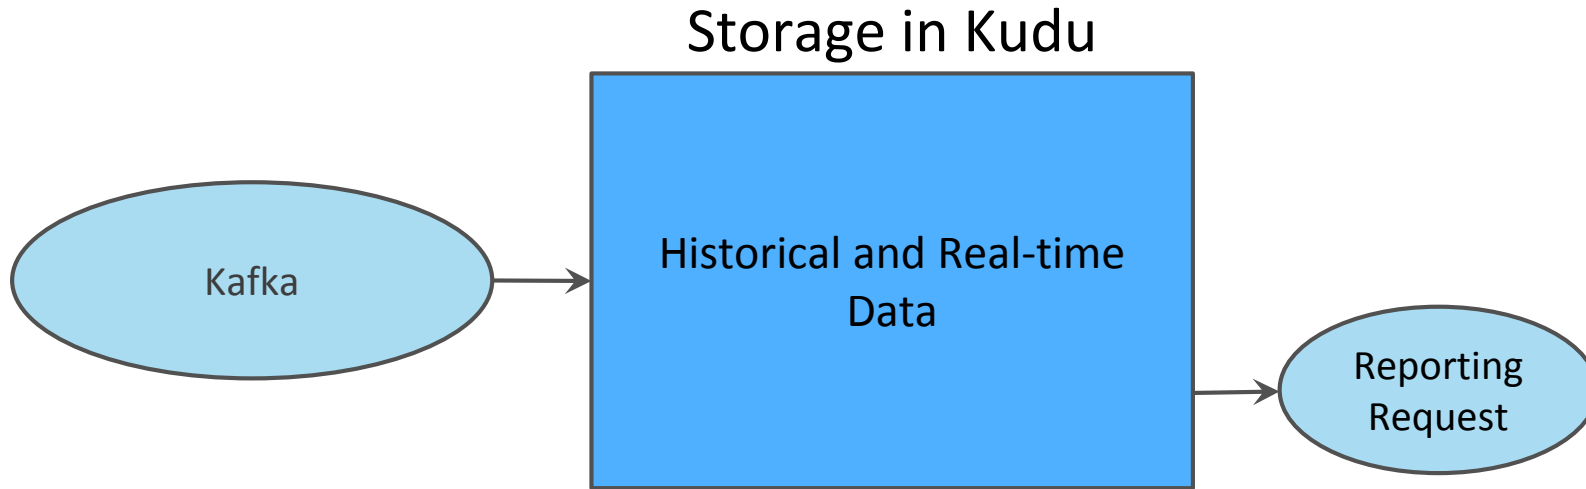 Storage in Kudu
Kafka
Historical and Real-time
Data
Reporting
Request